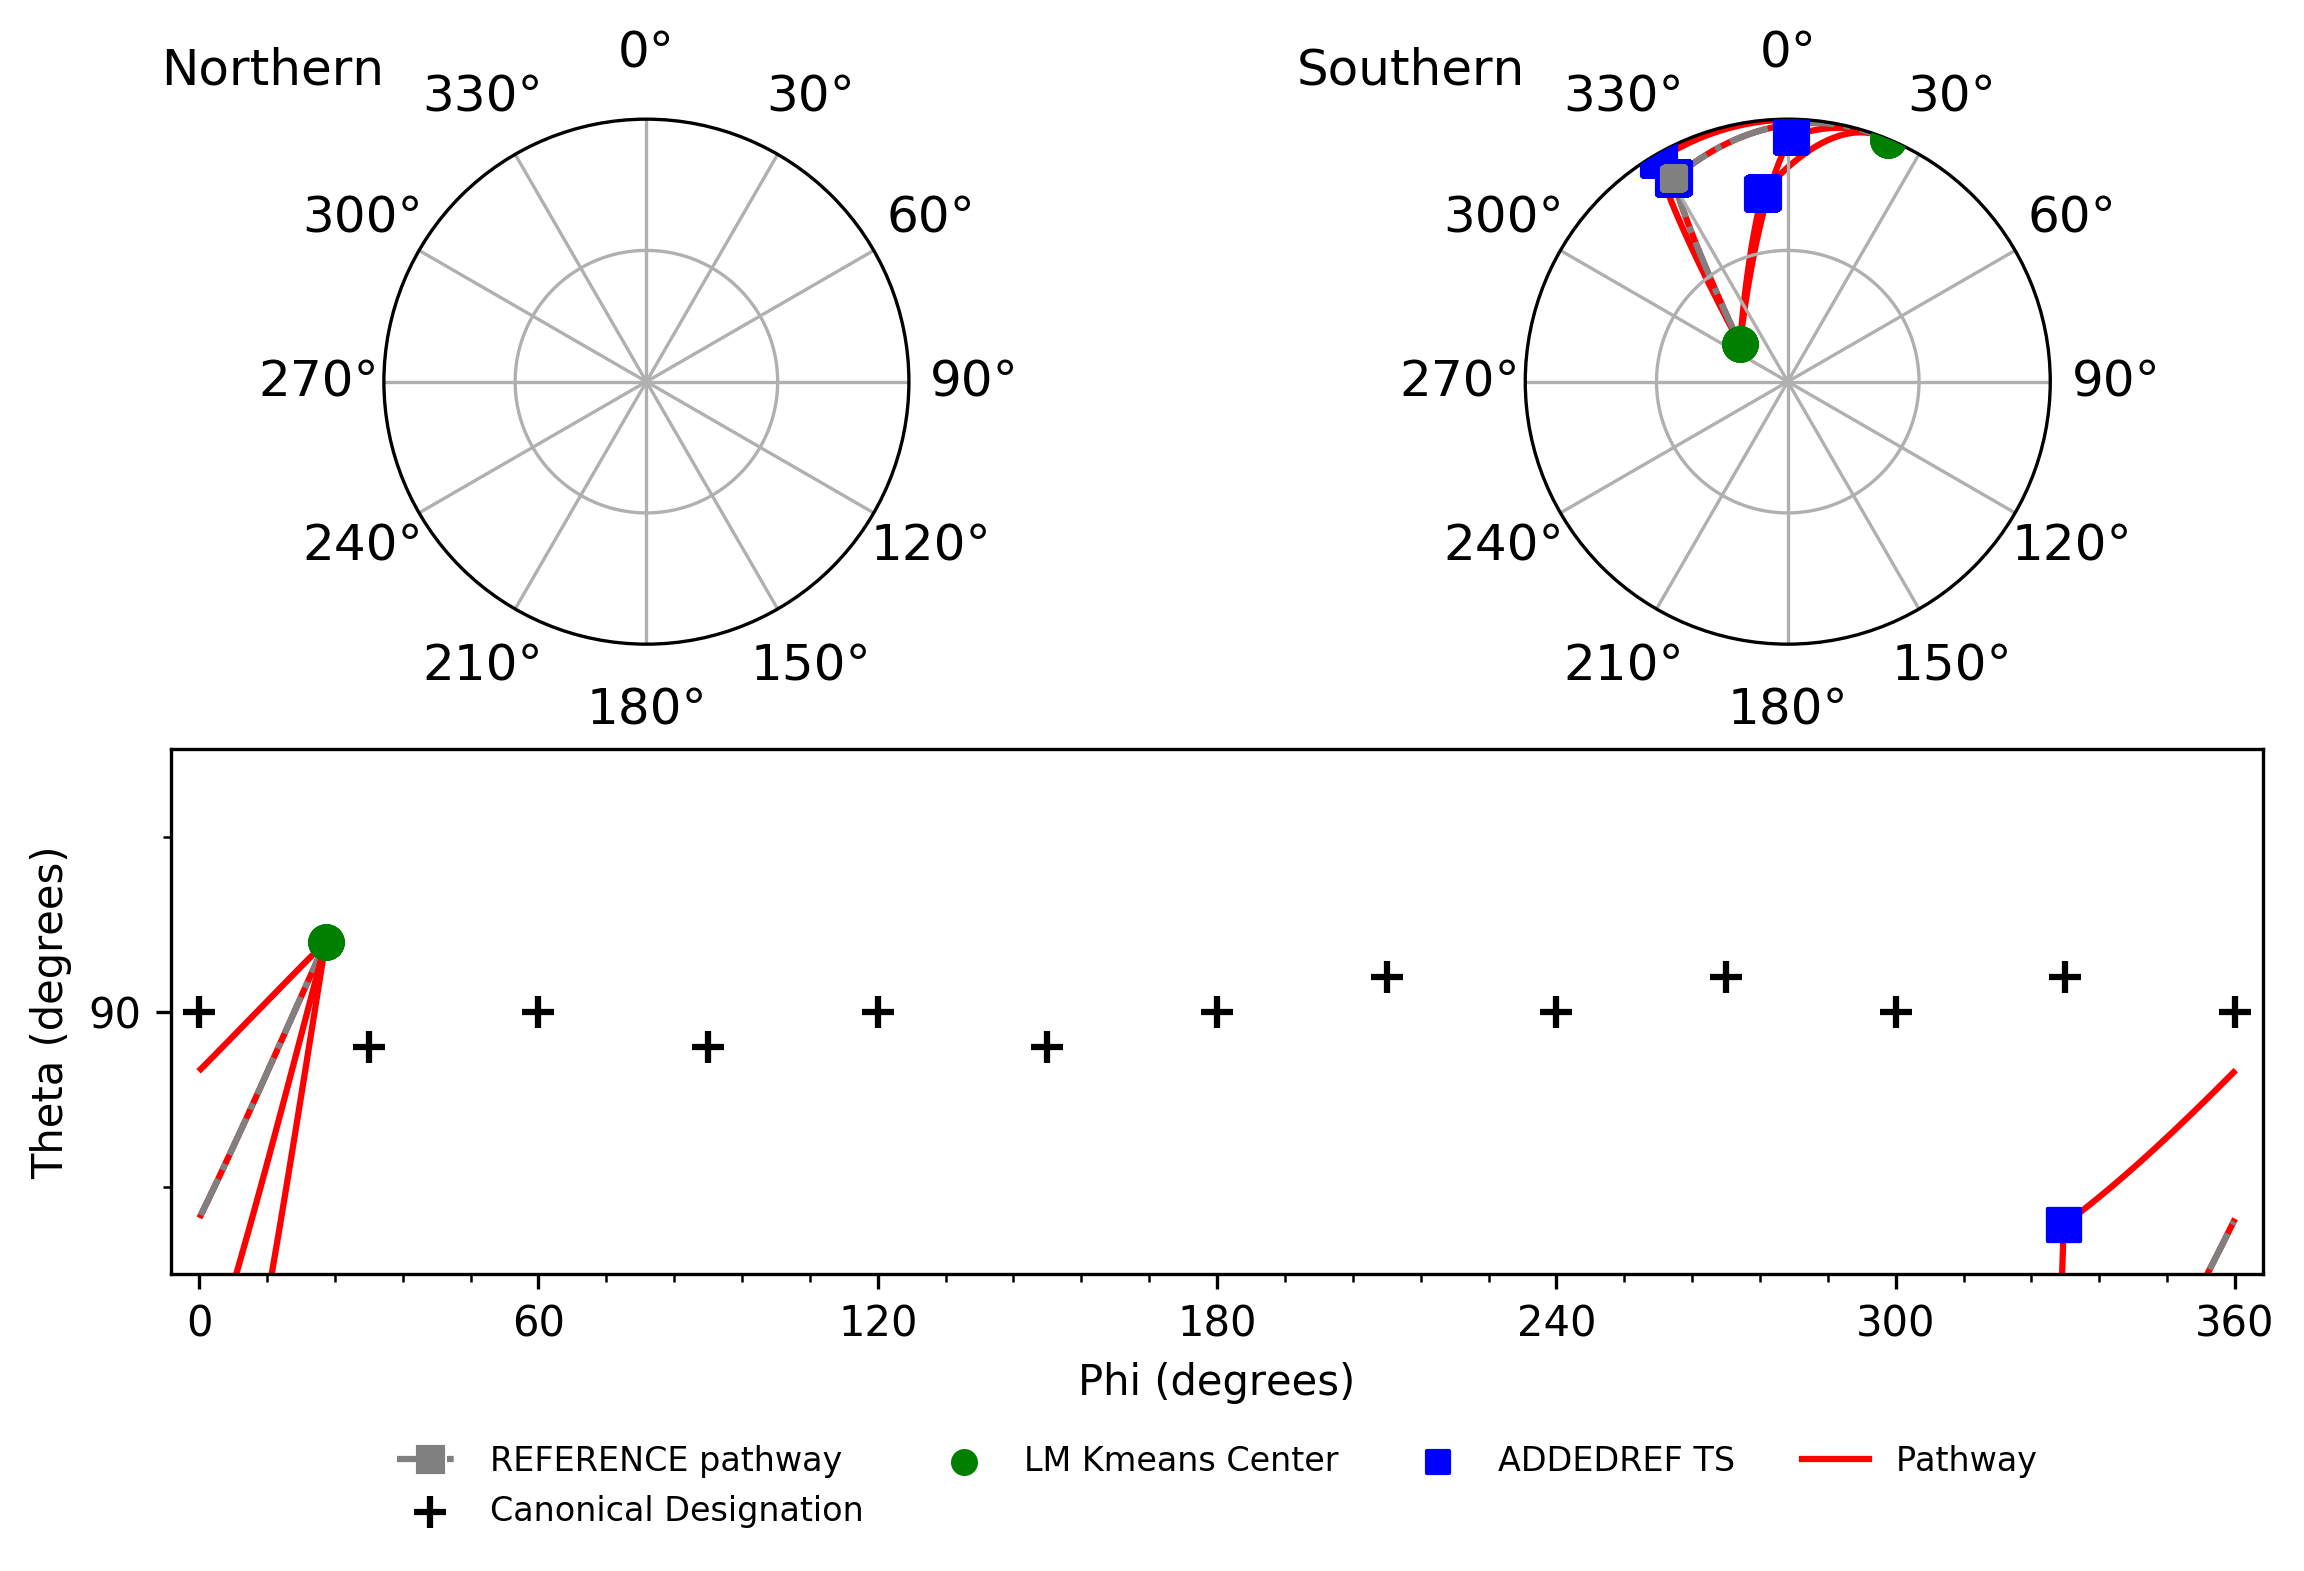 Northern
0°
30°
60°
90°
120°
150°
180°
210°
240°
270°
300°
330°
Southern
0°
30°
60°
90°
120°
150°
180°
210°
240°
270°
300°
330°
Theta (degrees)
90
0 60 120 180 240 300 360
Phi (degrees)
REFERENCE pathway
Canonical Designation
LM Kmeans Center
ADDEDREF TS
Pathway